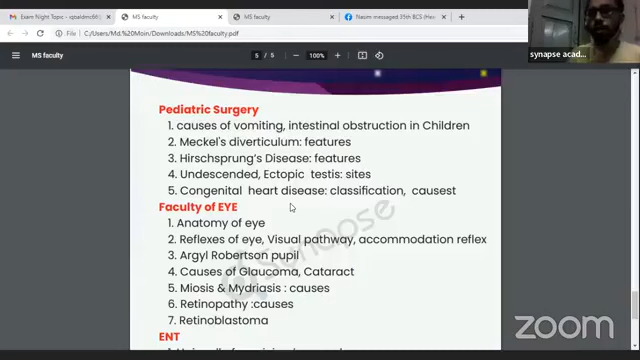 Exam Night Topic - qpaldmc98
MS faculty
MS faculty
Nasim messaged 35th BCS (Hea
File
C:/Users/Md.%20Moin/Downloads/MS%20faculty.pdf
MS faculty
5 / 5
100%
synapse acad
Pediatric Surgery
1. causes of vomiting, intestinal obstruction in Children
2. Meckel's diverticulum: features
3. Hirschsprung's Disease: features
4. Undescended, Ectopic testis: sites
5. Congenital heart disease: classification, causest
Faculty of EYE
1. Anatomy of eye
2. Reflexes of eye, Visual pathway, accommodation reflex
3. Argyl Robertson pupil
4. Causes of Glaucoma, Cataract
5. Miosis & Mydriasis : causes
6. Retinopathy :causes
7. Retinoblastoma
ENT
Synapse
zoom